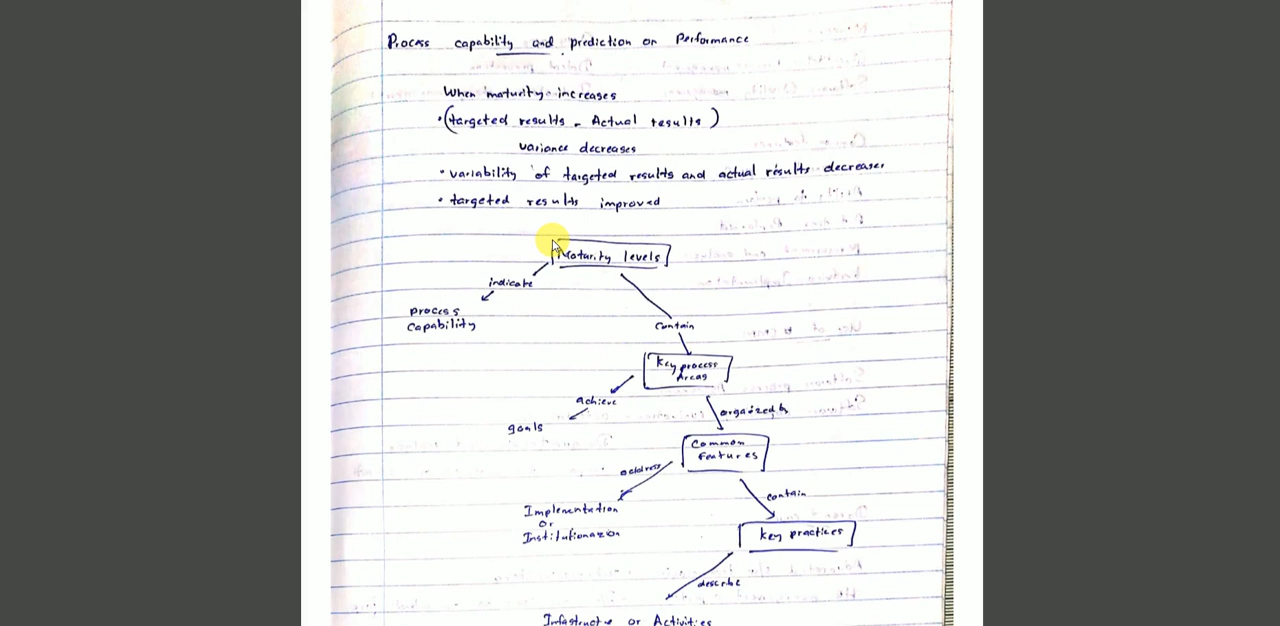 Process capability and prediction on Performance
When maturity increases
• (targeted results - Actual results)
variance decreases
• variability of targeted results and actual results decreases
• targeted results improved
Maturity levels
indicate
process
capability
contain
Key process
Areas
achieve
goals
organized by
Common
Features
address
Implementation
or
contain
key practices
describe
or Activities